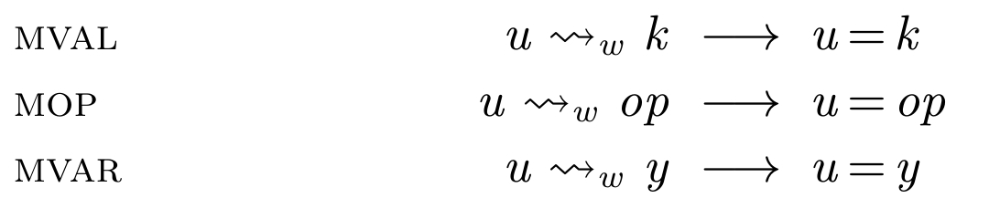 MVAL u ⇝w k ⟶ u = k
MOP u ⇝w op ⟶ u = op
MVAR u ⇝w y ⟶ u = y